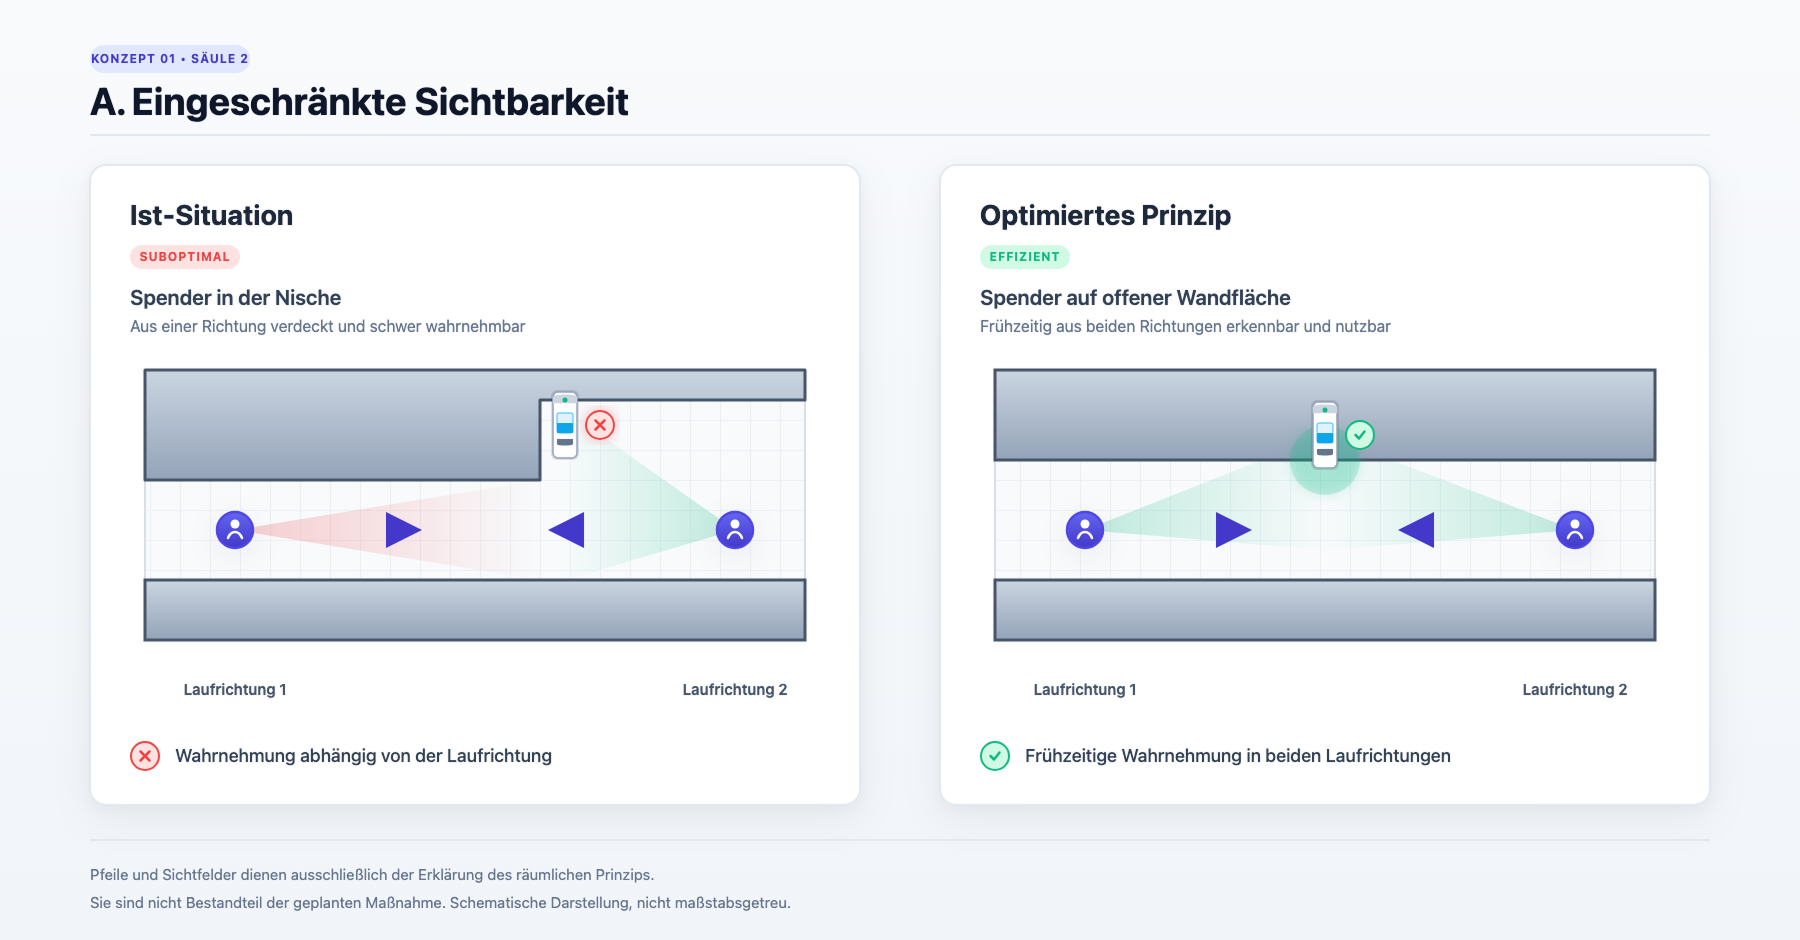 KONZEPT 01 • SÄULE 2
A. Eingeschränkte Sichtbarkeit
Ist-Situation
SUBOPTIMAL
Spender in der Nische
Aus einer Richtung verdeckt und schwer wahrnehmbar
Laufrichtung 1
Laufrichtung 2
Wahrnehmung abhängig von der Laufrichtung
Optimiertes Prinzip
EFFIZIENT
Spender auf offener Wandfläche
Frühzeitig aus beiden Richtungen erkennbar und nutzbar
Laufrichtung 1
Laufrichtung 2
Frühzeitige Wahrnehmung in beiden Laufrichtungen
Pfeile und Sichtfelder dienen ausschließlich der Erklärung des räumlichen Prinzips.
Sie sind nicht Bestandteil der geplanten Maßnahme. Schematische Darstellung, nicht maßstabsgetreu.